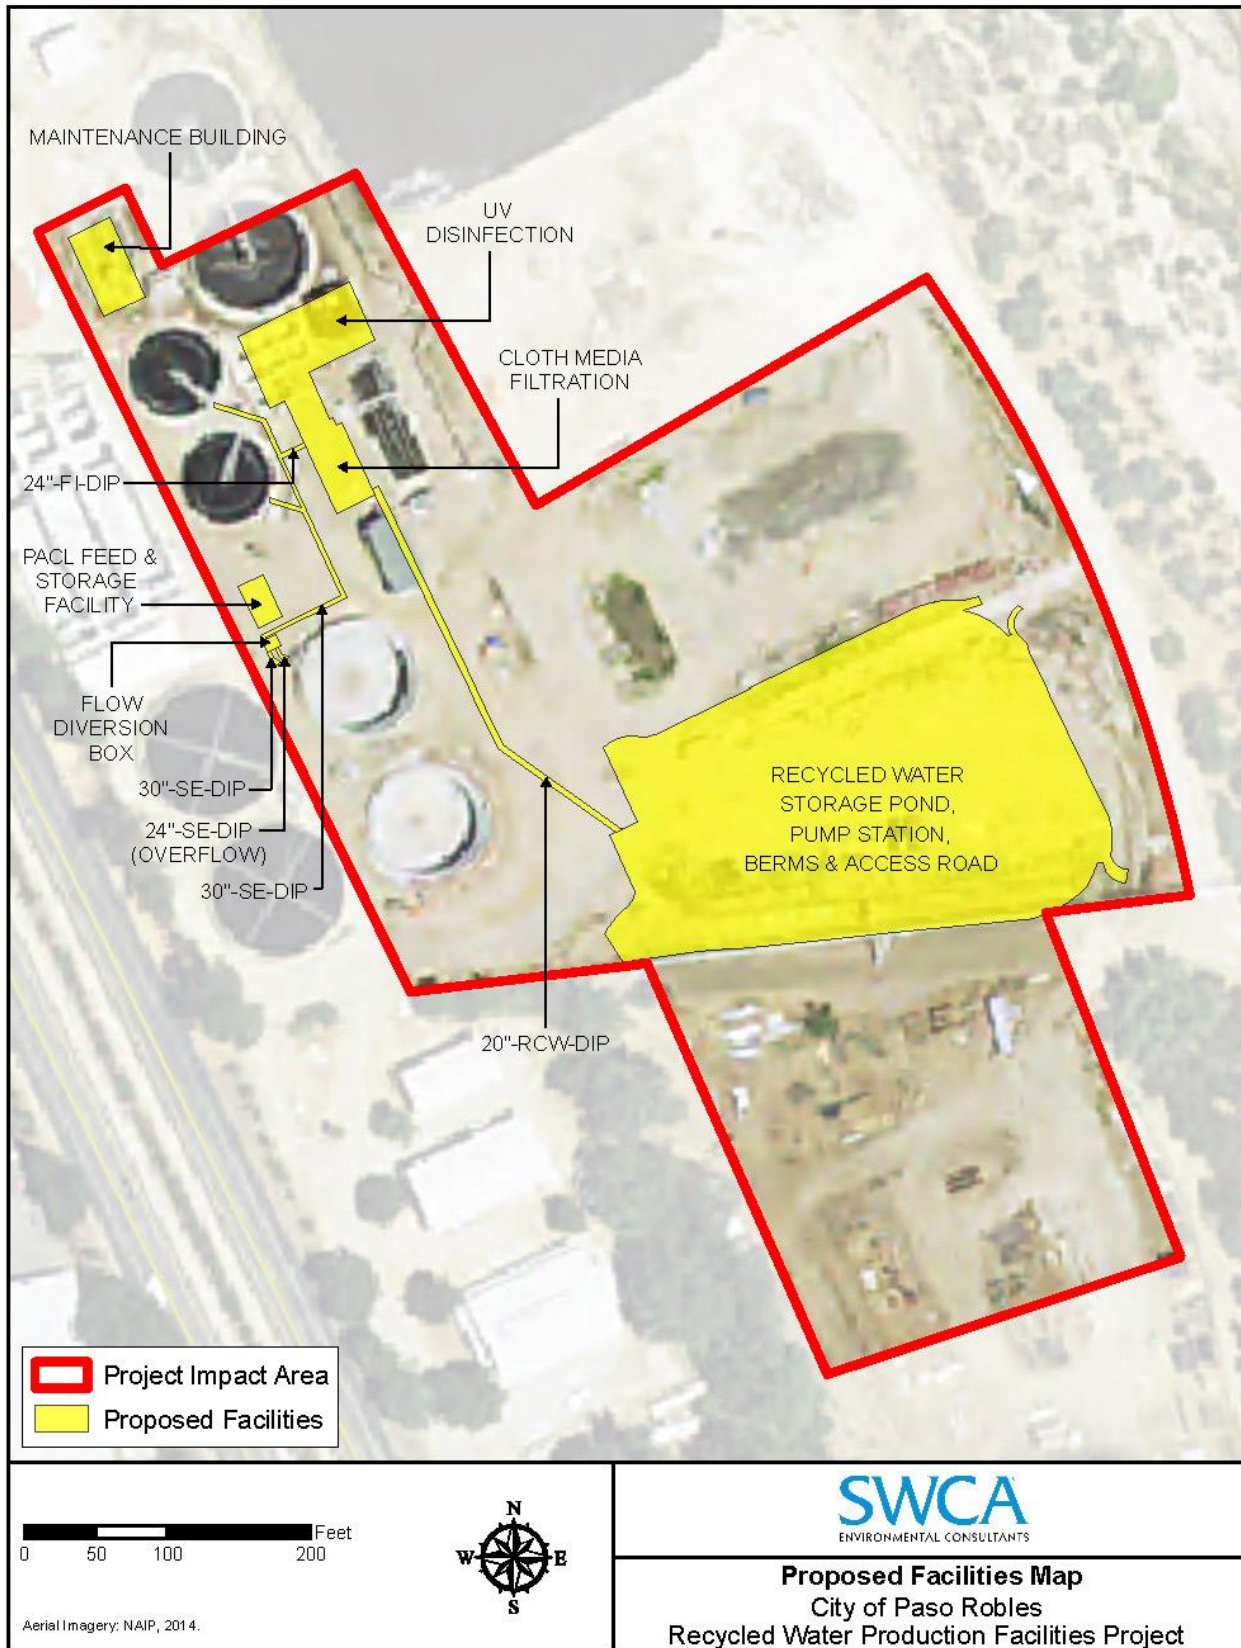 MAINTENANCE BUILDING
UV
DISINFECTION
CLOTH MEDIA
FILTRATION
24"-FI-DIP
PACL FEED &
STORAGE
FACILITY
FLOW
DIVERSION
BOX
30"-SE-DIP
24"-SE-DIP
(OVERFLOW)
30"-SE-DIP
20"-RCW-DIP
RECYCLED WATER
STORAGE POND,
PUMP STATION,
BERMS & ACCESS ROAD
Project Impact Area
Proposed Facilities
Feet
0 50 100 200
N
W E
S
Aerial Imagery: NAIP, 2014.
SWCA
ENVIRONMENTAL CONSULTANTS
Proposed Facilities Map
City of Paso Robles
Recycled Water Production Facilities Project